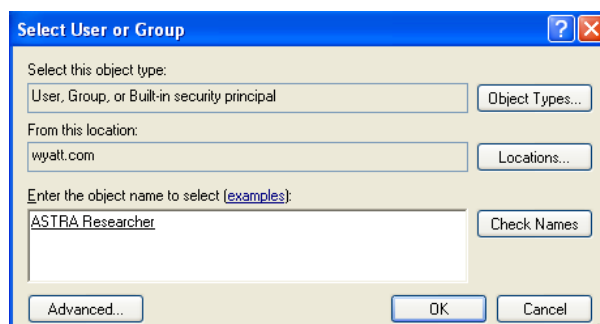 Select User or Group
Select this object type:
User, Group, or Built-in security principal
Object Types...
From this location:
wyatt.com
Locations...
Enter the object name to select (examples):
ASTRA Researcher
Check Names
Advanced...
OK
Cancel